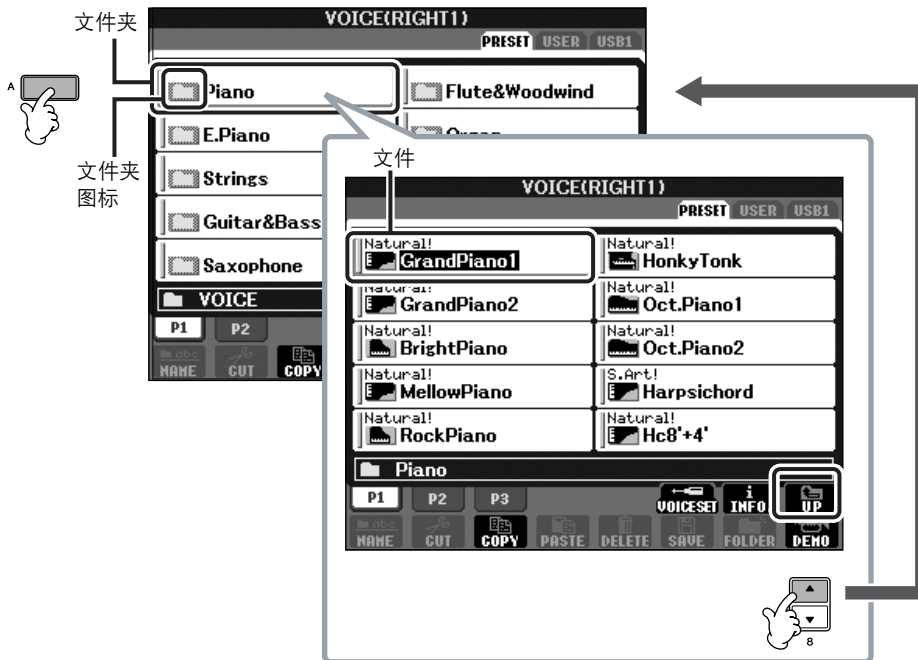 文件夹
VOICE(RIGHT1)
PRESET USER USB1
A
Piano
Flute&Woodwind
E.Piano
文件夹
图标
Strings
Guitar&Bass
Saxophone
VOICE
P1 P2
NAME CUT COPY
文件
VOICE(RIGHT1)
PRESET USER USB1
Natural!
GrandPiano1
Natural!
HonkyTonk
Natural!
GrandPiano2
Natural!
Oct.Piano1
Natural!
BrightPiano
Natural!
Oct.Piano2
Natural!
MellowPiano
S.Art!
Harpsichord
Natural!
RockPiano
Natural!
Hc8'+4'
Piano
P1 P2 P3
VOICESET INFO. UP
NAME CUT COPY PASTE DELETE SAVE FOLDER DEMO
8